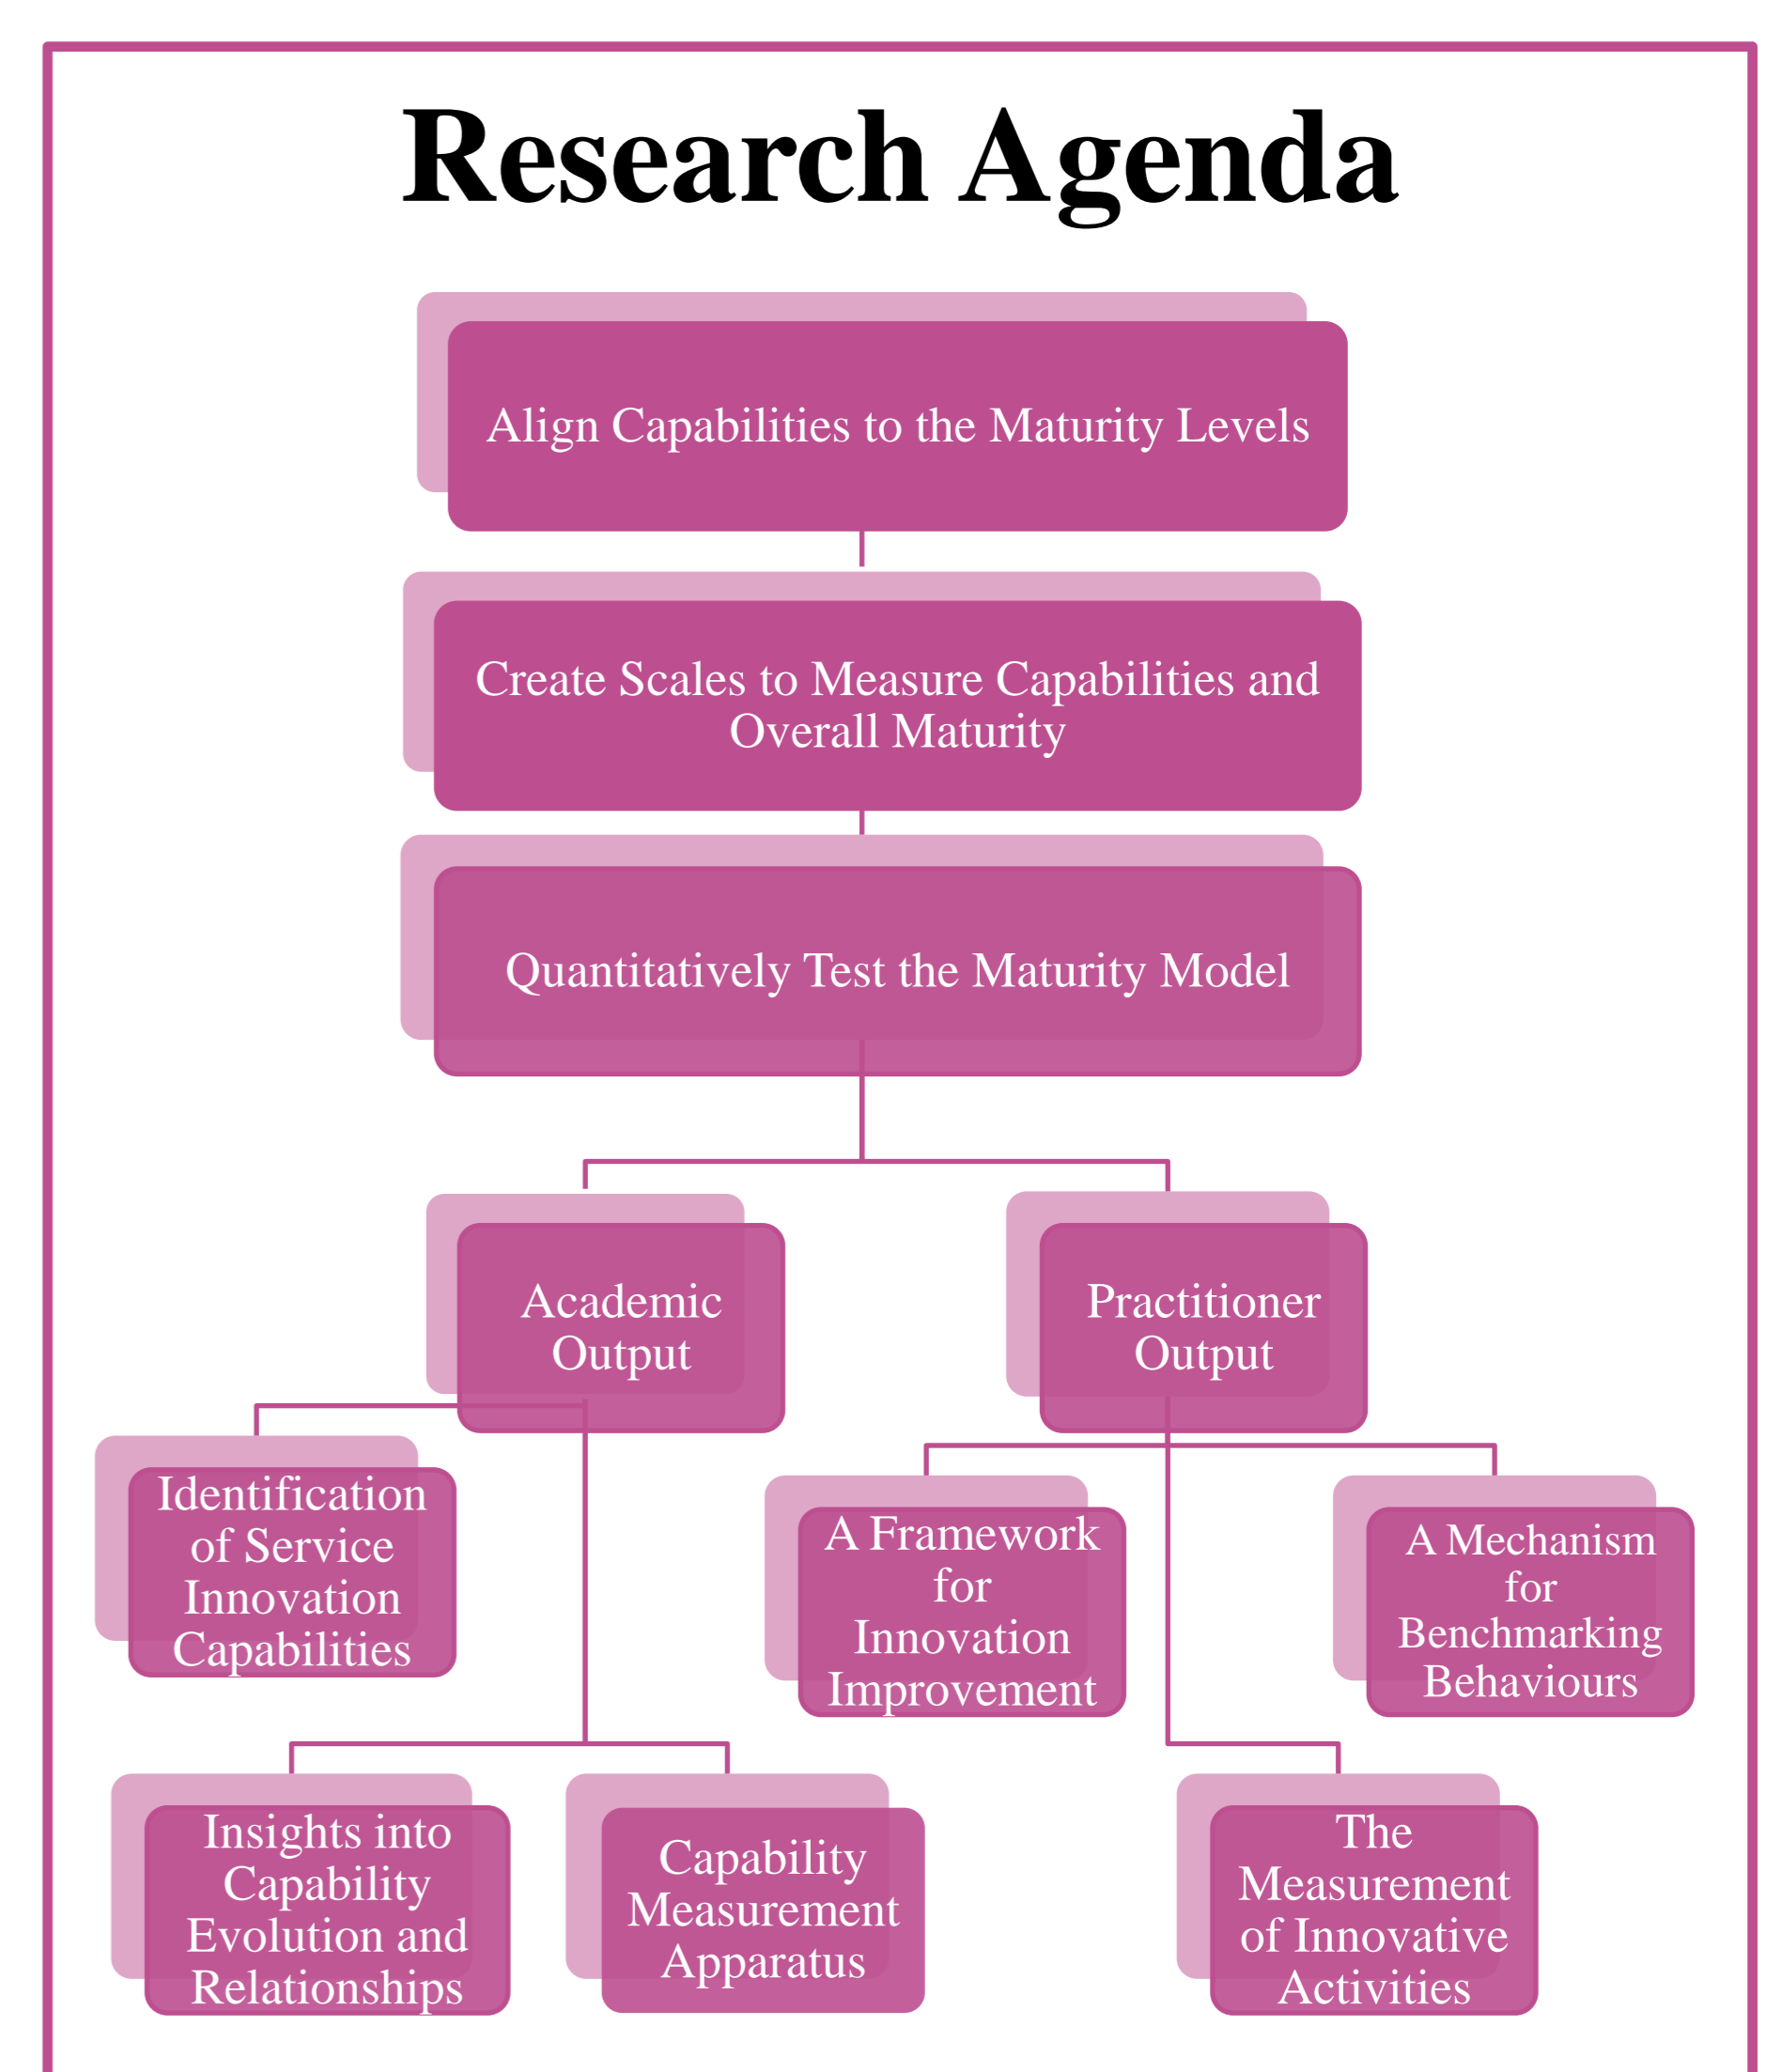 Research Agenda
Align Capabilities to the Maturity Levels
Create Scales to Measure Capabilities and
Overall Maturity
Quantitatively Test the Maturity Model
Academic
Output
Practitioner
Output
Identification
of Service
Innovation
Capabilities
A Framework
for
Innovation
Improvement
A Mechanism
for
Benchmarking
Behaviours
Insights into
Capability
Evolution and
Relationships
Capability
Measurement
Apparatus
The
Measurement
of Innovative
Activities